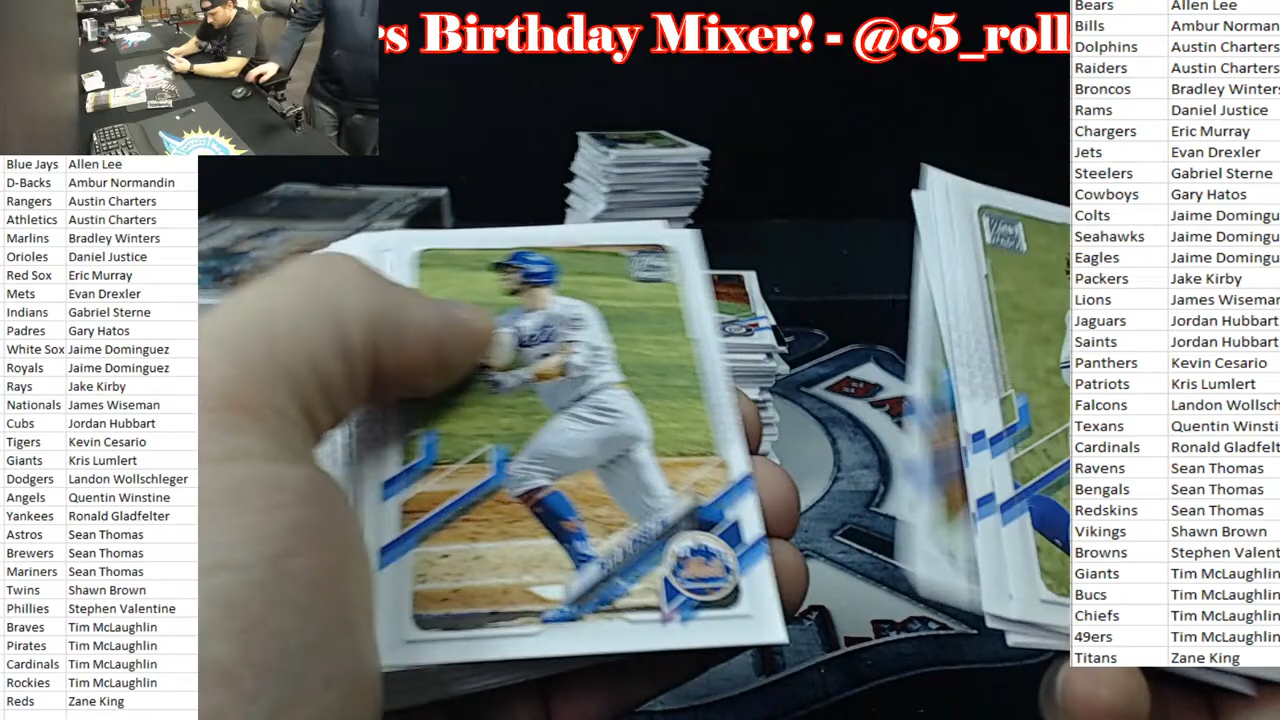 s Birthday Mixer! - @c5_roll
Blue Jays Allen Lee
D-Backs Ambur Normandin
Rangers Austin Charters
Athletics Austin Charters
Marlins Bradley Winters
Orioles Daniel Justice
Red Sox Eric Murray
Mets Evan Drexler
Indians Gabriel Sterne
Padres Gary Hatos
White Sox Jaime Dominguez
Royals Jaime Dominguez
Rays Jake Kirby
Nationals James Wiseman
Cubs Jordan Hubbart
Tigers Kevin Cesario
Giants Kris Lumlert
Dodgers Landon Wollschleger
Angels Quentin Winstine
Yankees Ronald Gladfelter
Astros Sean Thomas
Brewers Sean Thomas
Mariners Sean Thomas
Twins Shawn Brown
Phillies Stephen Valentine
Braves Tim McLaughlin
Pirates Tim McLaughlin
Cardinals Tim McLaughlin
Rockies Tim McLaughlin
Reds Zane King
Bears Allen Lee
Bills Ambur Norman
Dolphins Austin Charters
Raiders Austin Charters
Broncos Bradley Winters
Rams Daniel Justice
Chargers Eric Murray
Jets Evan Drexler
Steelers Gabriel Sterne
Cowboys Gary Hatos
Colts Jaime Domingu
Seahawks Jaime Domingu
Eagles Jaime Domingu
Packers Jake Kirby
Lions James Wiseman
Jaguars Jordan Hubbart
Saints Jordan Hubbart
Panthers Kevin Cesario
Patriots Kris Lumlert
Falcons Landon Wollsch
Texans Quentin Winsti
Cardinals Ronald Gladfelt
Ravens Sean Thomas
Bengals Sean Thomas
Redskins Sean Thomas
Vikings Shawn Brown
Browns Stephen Valent
Giants Tim McLaughlin
Bucs Tim McLaughlin
Chiefs Tim McLaughlin
49ers Tim McLaughlin
Titans Zane King